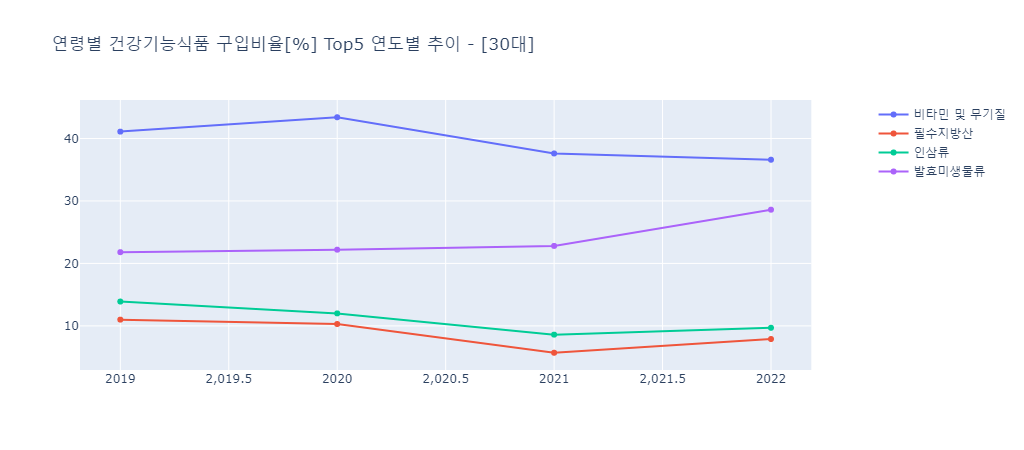 연령별 건강기능식품 구입비율[%] Top5 연도별 추이 - [30대]
비타민 및 무기질
필수지방산
인삼류
발효미생물류
40
30
20
10
2019 2,019.5 2020 2,020.5 2021 2,021.5 2022